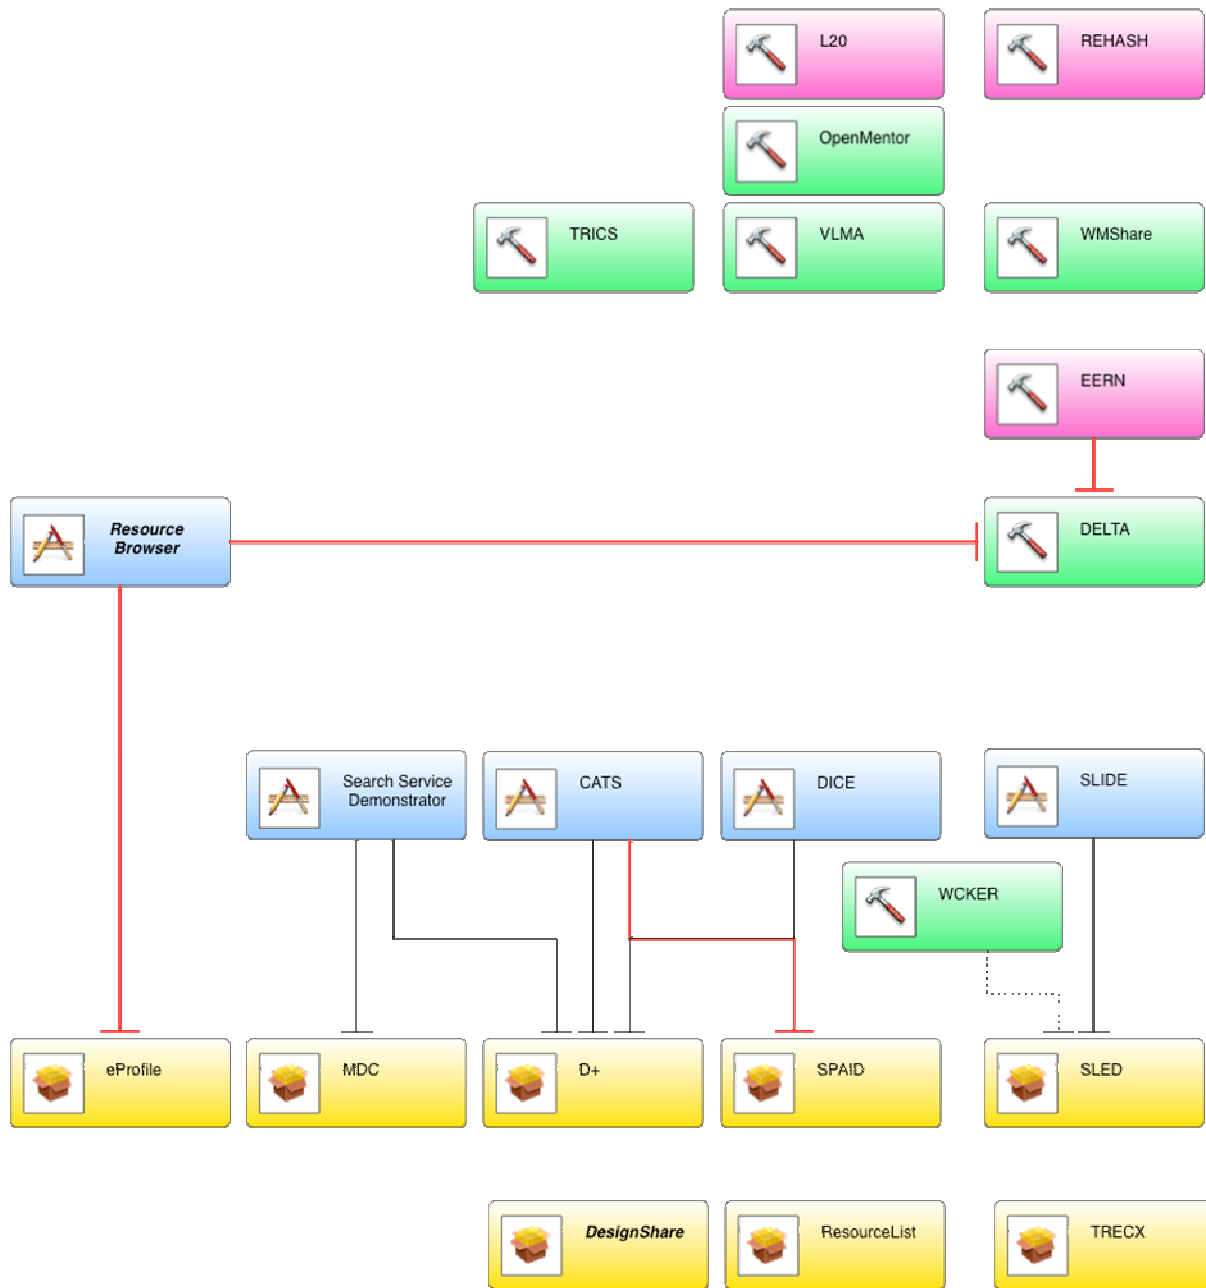 L20
REHASH
OpenMentor
TRICS
VLMA
WMShare
EERN
Resource
Browser
DELTA
Search Service
Demonstrator
CATS
DICE
SLIDE
WCKER
eProfile
MDC
D+
SPAID
SLED
DesignShare
ResourceList
TRECX